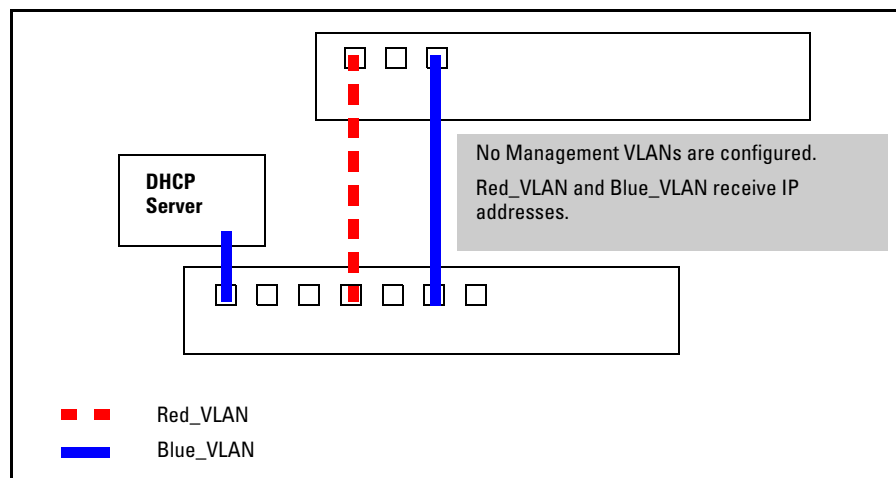 No Management VLANs are configured.
Red_VLAN and Blue_VLAN receive IP
addresses.
DHCP
Server
Red_VLAN
Blue_VLAN